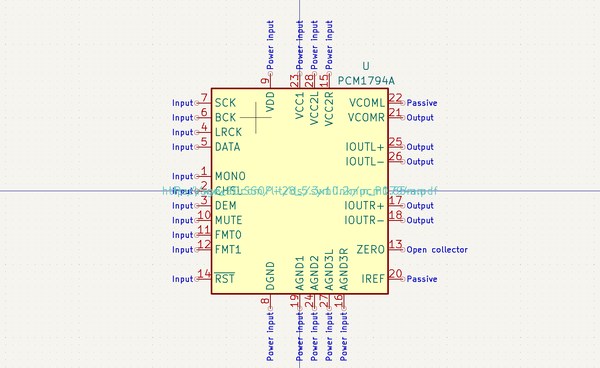 Power input
Power input
Power input
Power input
9
23
28
15
U
PCM1794A
VDD
VCC1
VCC2L
VCC2R
Input 7 SCK
VCOML 22 Passive
Input 6 BCK
VCOMR 21 Output
Input 4 LRCK
Input 5 DATA
IOUTL+ 25 Output
IOUTL− 26 Output
Input 1 MONO
Input 2 CHSL
Input 3 DEM
IOUTR+ 17 Output
Input 10 MUTE
IOUTR− 18 Output
Input 11 FMT0
Input 12 FMT1
ZERO 13 Open collector
Input 14 RST
IREF 20 Passive
DGND
AGND1
AGND2
AGND3L
AGND3R
8
19
24
27
16
Power input
Power input
Power input
Power input
Power input